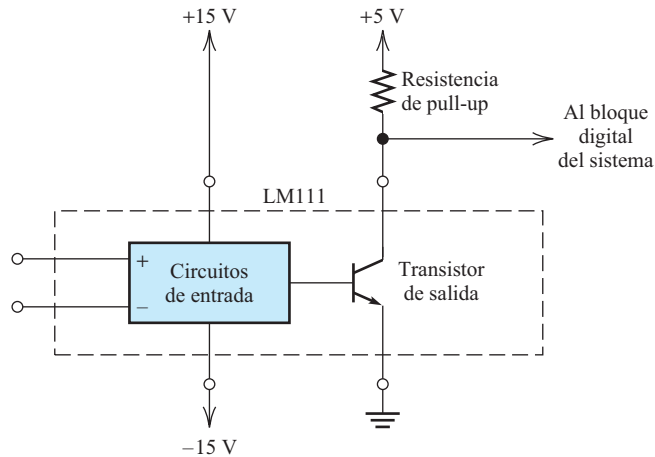 +15 V
+5 V
Resistencia
de pull-up
Al bloque
digital
del sistema
LM111
+
Circuitos
de entrada
–
Transistor
de salida
–15 V